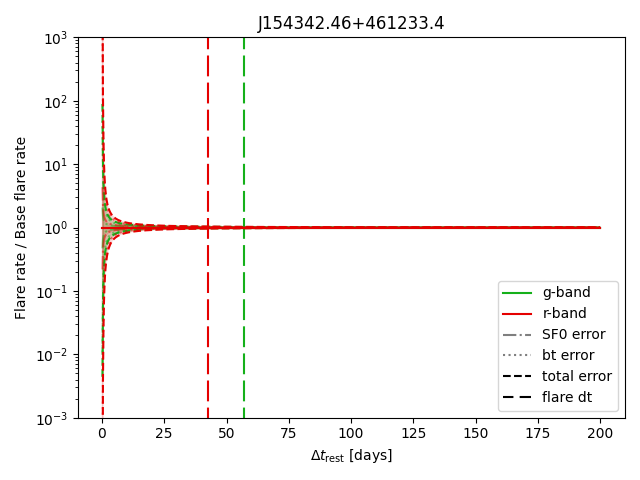 J154342.46+461233.4
Flare rate / Base flare rate
10³
10²
10¹
10⁰
10⁻¹
10⁻²
10⁻³
g-band
r-band
SF0 error
bt error
total error
flare dt
0 25 50 75 100 125 150 175 200
Δt_rest [days]